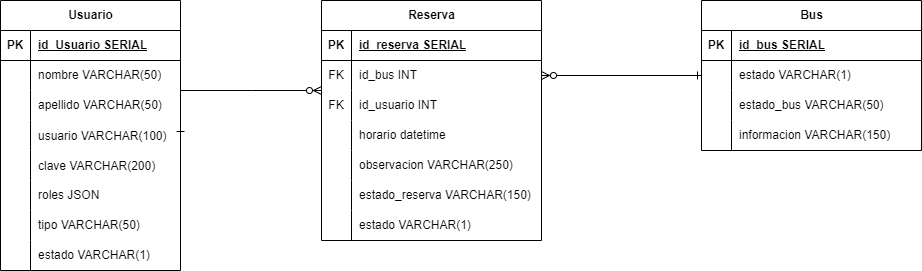 Usuario
PK id_Usuario SERIAL
nombre VARCHAR(50)
apellido VARCHAR(50)
usuario VARCHAR(100)
clave VARCHAR(200)
roles JSON
tipo VARCHAR(50)
estado VARCHAR(1)
Reserva
PK id_reserva SERIAL
FK id_bus INT
FK id_usuario INT
horario datetime
observacion VARCHAR(250)
estado_reserva VARCHAR(150)
estado VARCHAR(1)
Bus
PK id_bus SERIAL
estado VARCHAR(1)
estado_bus VARCHAR(50)
informacion VARCHAR(150)